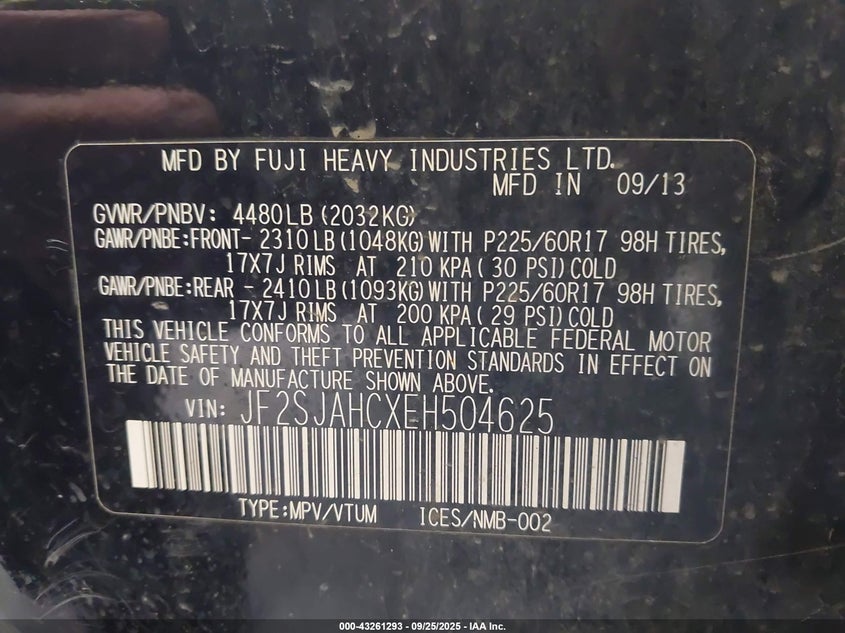 MFD BY FUJI HEAVY INDUSTRIES LTD.
MFD IN 09/13
GVWR/PNBV: 4480LB (2032KG)
GAWR/PNBE:FRONT- 2310LB (1048KG) WITH P225/60R17 98H TIRES,
17X7J RIMS AT 210 KPA ( 30 PSI) COLD
GAWR/PNBE:REAR - 2410LB (1093KG) WITH P225/60R17 98H TIRES,
17X7J RIMS AT 200 KPA ( 29 PSI) COLD
THIS VEHICLE CONFORMS TO ALL APPLICABLE FEDERAL MOTOR
VEHICLE SAFETY AND THEFT PREVENTION STANDARDS IN EFFECT ON
THE DATE OF MANUFACTURE SHOWN ABOVE.
VIN: JF2SJAHCXEH504625
TYPE:MPV/VTUM ICES/NMB-002
000-43261293 - 09/25/2025 - IAA Inc.